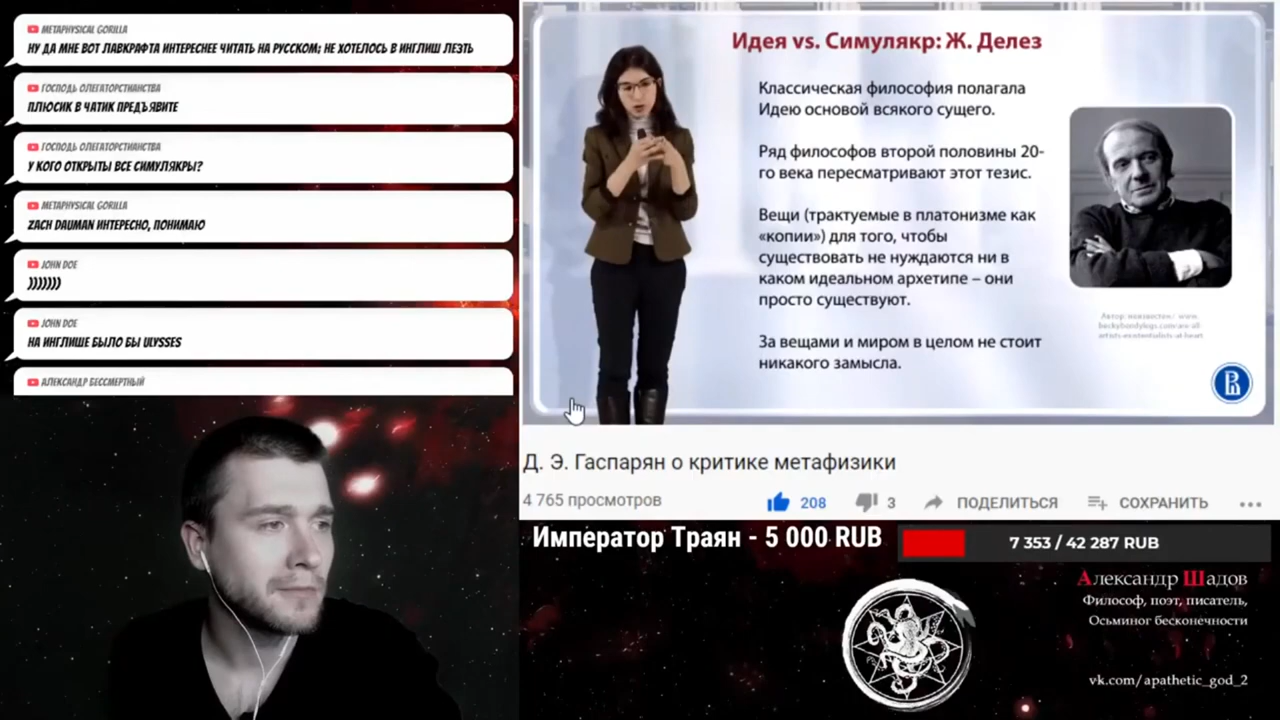 METAPHYSICAL GORILLA
НУ ДА МНЕ ВОТ ЛАВКРАФТА ИНТЕРЕСНЕЕ ЧИТАТЬ НА РУССКОМ; НЕ ХОТЕЛОСЬ В ИНГЛИШ ЛЕЗТЬ
ГОСПОДЬ ОЛЕГАТОРСТИАНСТВА
ПЛЮСИК В ЧАТИК ПРЕДЪЯВИТЕ
ГОСПОДЬ ОЛЕГАТОРСТИАНСТВА
У КОГО ОТКРЫТЫ ВСЕ СИМУЛЯКРЫ?
METAPHYSICAL GORILLA
ZACH DAUMAN ИНТЕРЕСНО, ПОНИМАЮ
JOHN DOE
)))))))
JOHN DOE
НА ИНГЛИШЕ БЫЛО БЫ ULYSSES
АЛЕКСАНДР БЕССМЕРТНЫЙ
Идея vs. Симулякр: Ж. Делез
Классическая философия полагала
Идею основой всякого сущего.
Ряд философов второй половины 20-
го века пересматривают этот тезис.
Вещи (трактуемые в платонизме как
«копии») для того, чтобы
существовать не нуждаются ни в
каком идеальном архетипе – они
просто существуют.
За вещами и миром в целом не стоит
никакого замысла.
Автор: неизвестен/ www.
Д. Э. Гаспарян о критике метафизики
4 765 просмотров
208
3
ПОДЕЛИТЬСЯ
СОХРАНИТЬ
Император Траян - 5 000 RUB
7 353 / 42 287 RUB
Александр Шадов
Философ, поэт, писатель,
Осьминог бесконечности
vk.com/apathetic_god_2